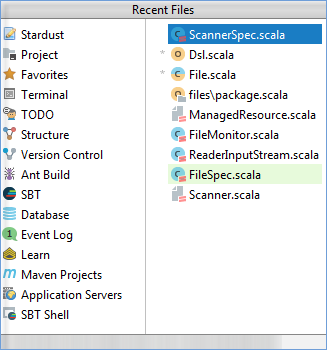 Recent Files
Stardust
Project
Favorites
Terminal
TODO
Structure
Version Control
Ant Build
SBT
Database
Event Log
Learn
Maven Projects
Application Servers
SBT Shell
ScannerSpec.scala
* Dsl.scala
* File.scala
files\package.scala
ManagedResource.scala
FileMonitor.scala
ReaderInputStream.scala
FileSpec.scala
Scanner.scala